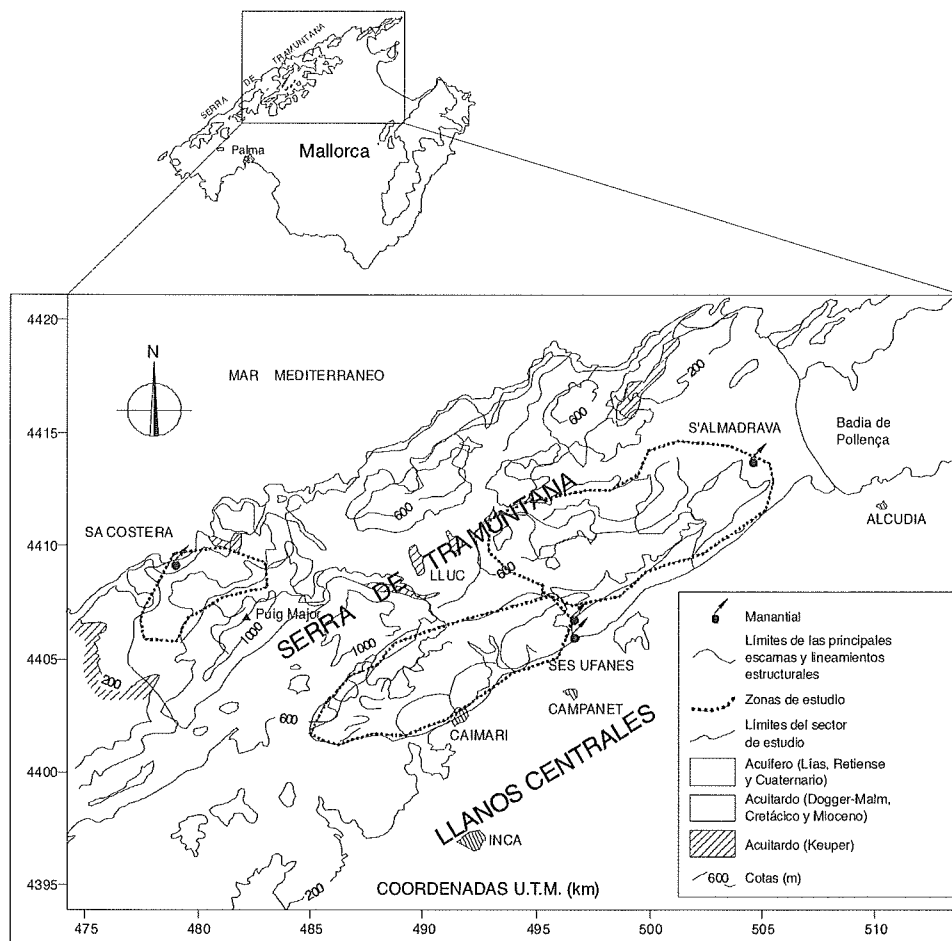 SERRA DE TRAMUNTANA
Palma
Mallorca
4420
4415
4410
4405
4400
4395
N
MAR MEDITERRANEO
200
600
S'ALMADRAVA
Badia de
Pollença
ALCUDIA
600
SA COSTERA
LLUC
600
SERRA DE TRAMUNTANA
Puig Major
1000
1000
200
SES UFANES
CAMPANET
600
CAIMARI
LLANOS CENTRALES
INCA
200
COORDENADAS U.T.M. (km)
Manantial
Límites de las principales
escamas y lineamientos
estructurales
Zonas de estudio
Límites del sector
de estudio
Acuífero (Lías, Retiense
y Cuaternario)
Acuitardo (Dogger-Malm,
Cretácico y Mioceno)
Acuitardo (Keuper)
600 Cotas (m)
475 480 485 490 495 500 505 510